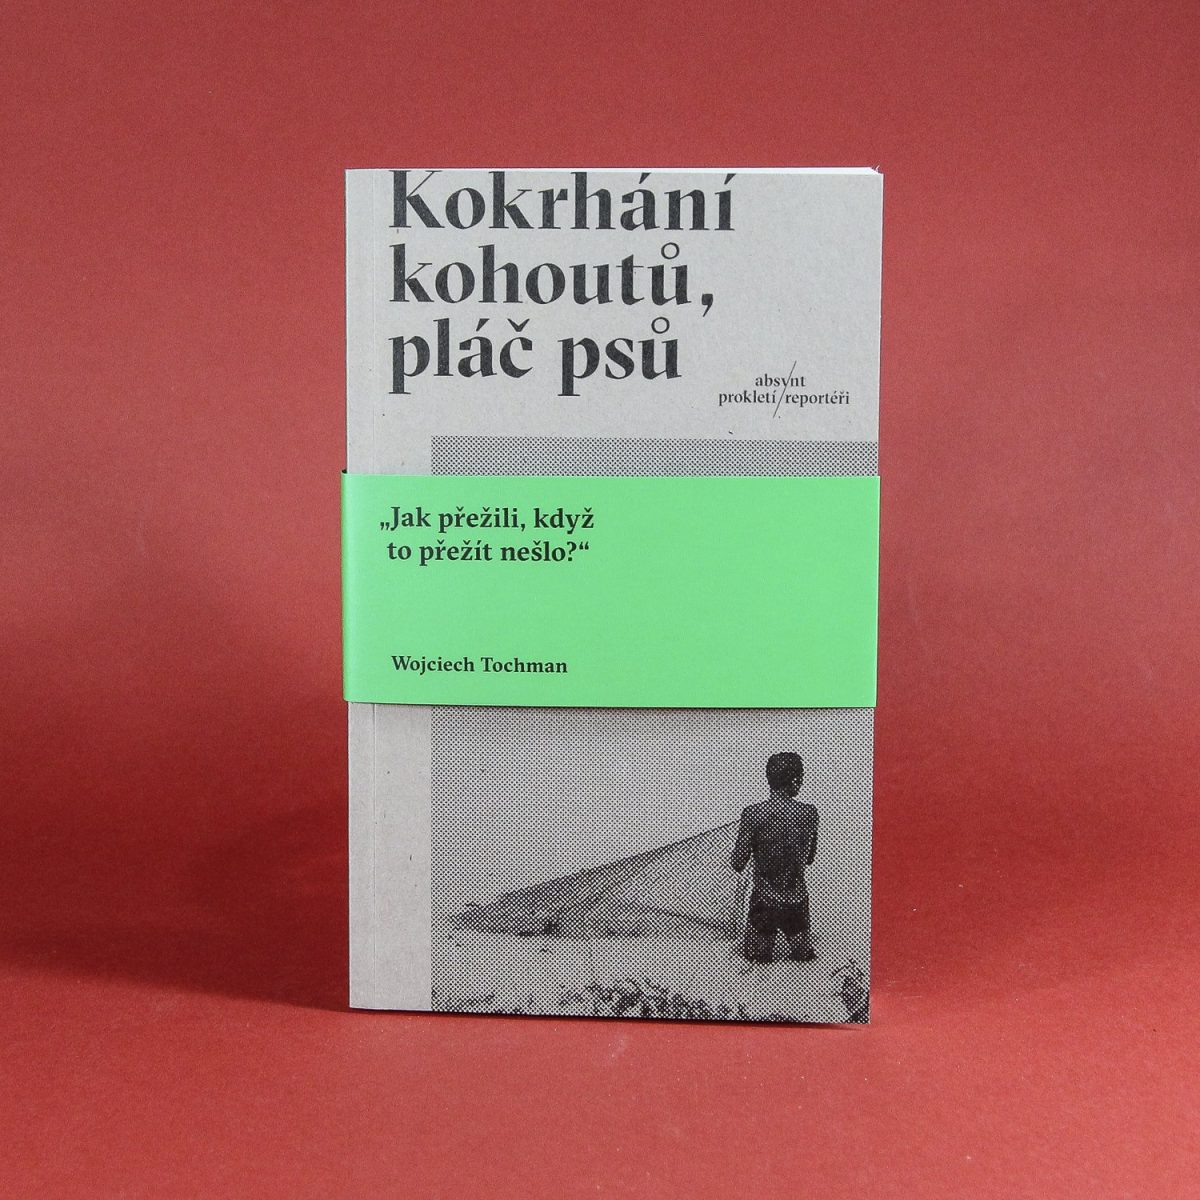 Kokrhání
kohoutů,
pláč psů
absynt
prokletí/reportéři
„Jak přežili, když
to přežít nešlo?“
Wojciech Tochman